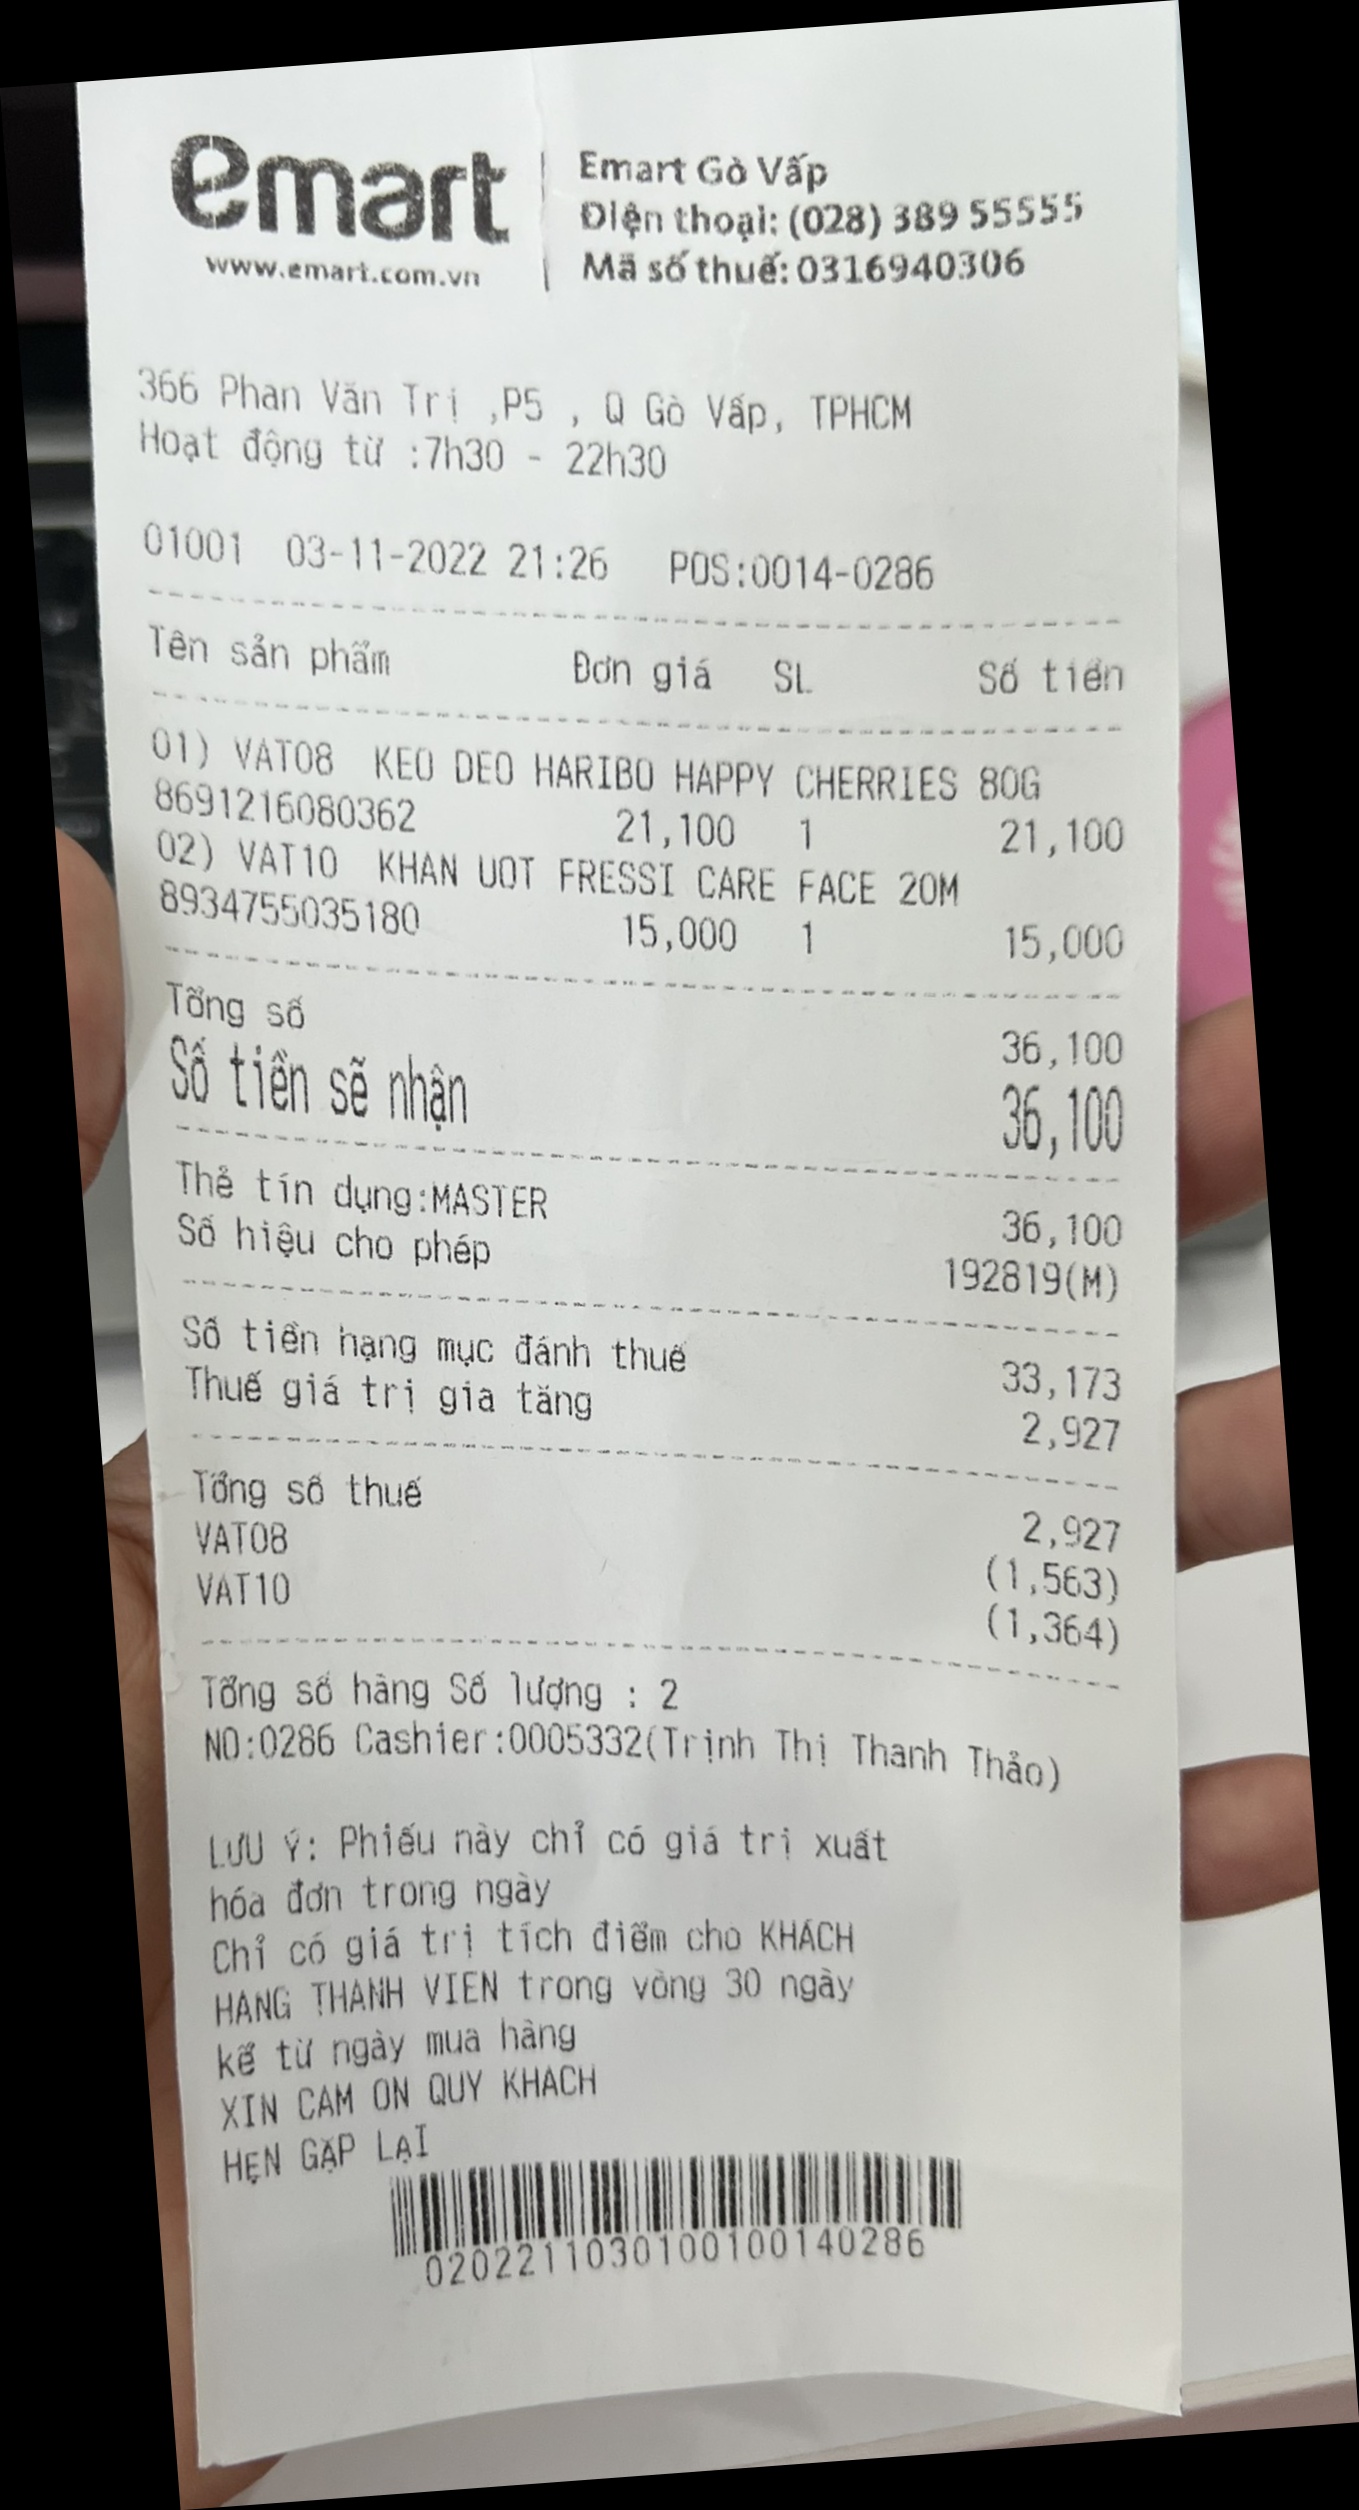 emart
www.emart.com.vn
Emart Gò Vấp
Điện thoại: (028) 389 55555
Mã số thuế: 0316940306
366 Phan Văn Trị ,P5 , Q Gò Vấp, TPHCM
Hoạt động từ :7h30 - 22h30
01001 03-11-2022 21:26 POS:0014-0286
Tên sản phẩm Đơn giá SL Số tiền
01) VAT08 KEO DEO HARIBO HAPPY CHERRIES 80G
8691216080362 21,100 1 21,100
02) VAT10 KHAN UOT FRESSI CARE FACE 20M
8934755035180 15,000 1 15,000
Tổng số 36,100
Số tiền sẽ nhận 36,100
Thẻ tín dụng:MASTER 36,100
Số hiệu cho phép 192819(M)
Số tiền hạng mục đánh thuế 33,173
Thuế giá trị gia tăng 2,927
Tổng số thuế 2,927
VAT08 (1,563)
VAT10 (1,364)
Tổng số hàng Số lượng : 2
NO:0286 Cashier:0005332(Trịnh Thị Thanh Thảo)
LƯU Ý: Phiếu này chỉ có giá trị xuất
hóa đơn trong ngày
Chỉ có giá trị tích điểm cho KHÁCH
HANG THANH VIEN trong vòng 30 ngày
kể từ ngày mua hàng
XIN CAM ON QUY KHACH
HẸN GẶP LẠI
020221103010010014​0286